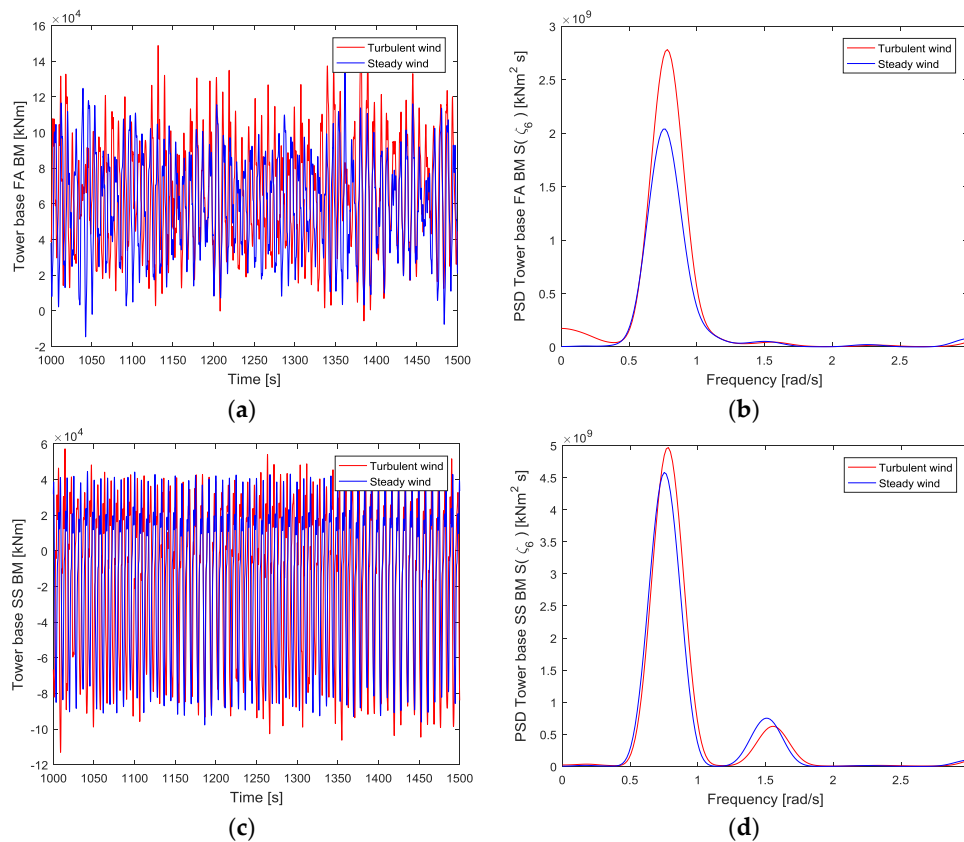 ×10⁴
16
14
12
10
8
6
4
2
0
-2
Tower base FA BM [kNm]
Turbulent wind
Steady wind
1000 1050 1100 1150 1200 1250 1300 1350 1400 1450 1500
Time [s]
(a)
×10⁹
3
2.5
2
1.5
1
0.5
0
PSD Tower base FA BM S(ζ₆) [kNm² s]
Turbulent wind
Steady wind
0 0.5 1 1.5 2 2.5
Frequency [rad/s]
(b)
×10⁴
6
4
2
0
-2
-4
-6
-8
-10
-12
Tower base SS BM [kNm]
Turbulent wind
Steady wind
1000 1050 1100 1150 1200 1250 1300 1350 1400 1450 1500
Time [s]
(c)
×10⁹
5
4.5
4
3.5
3
2.5
2
1.5
1
0.5
0
PSD Tower base SS BM S(ζ₆) [kNm² s]
Turbulent wind
Steady wind
0 0.5 1 1.5 2 2.5
Frequency [rad/s]
(d)